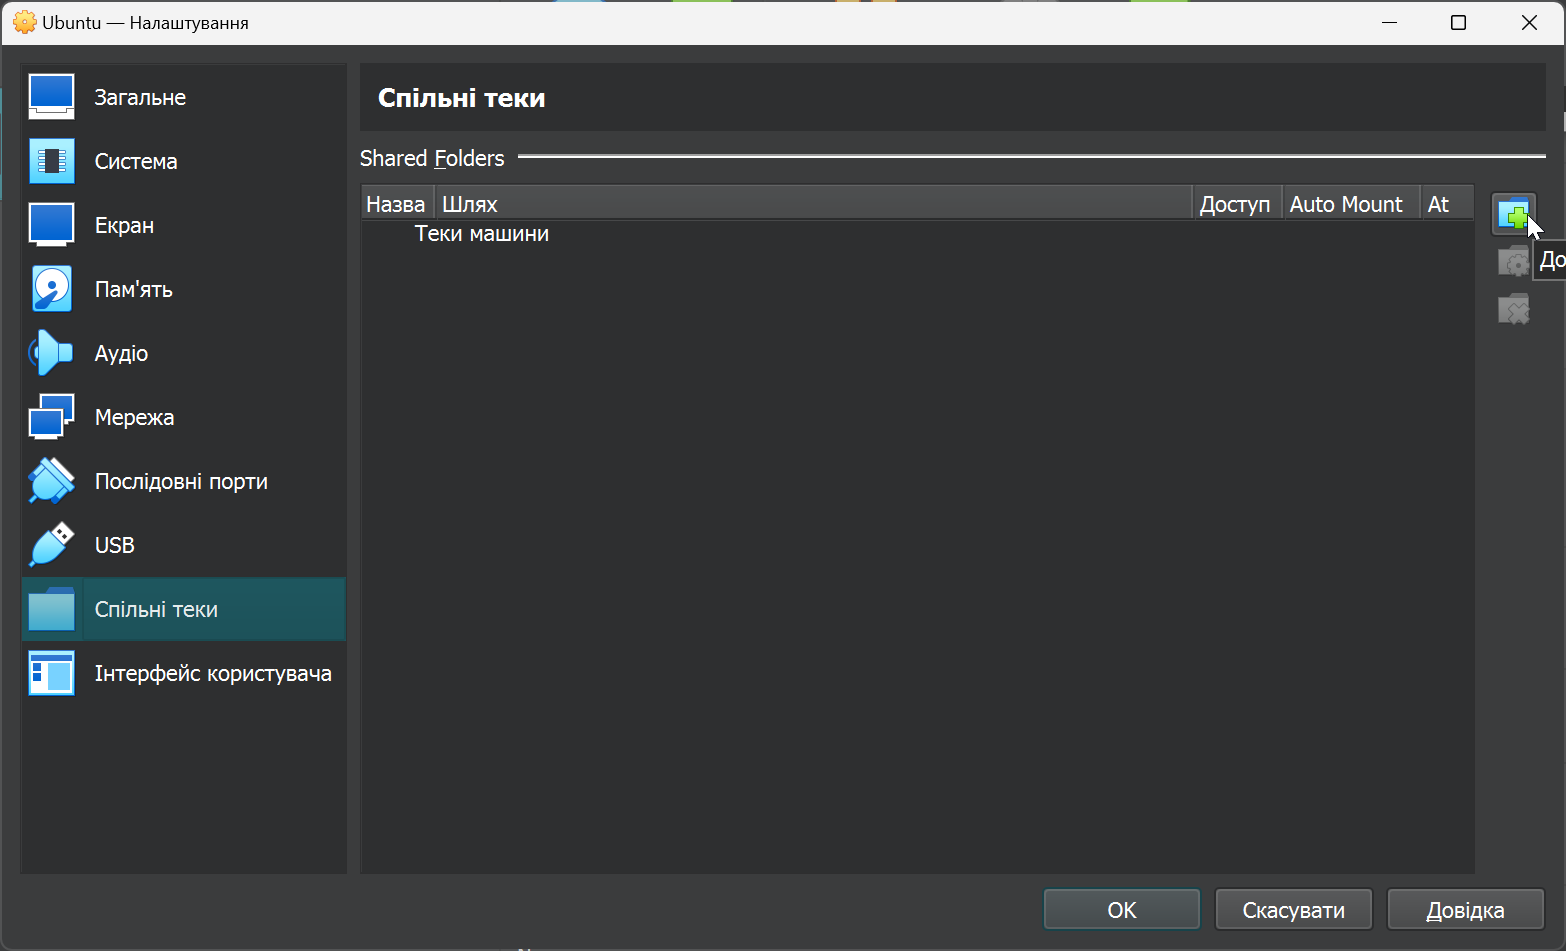 Ubuntu — Налаштування
Загальне
Система
Екран
Пам'ять
Аудіо
Мережа
Послідовні порти
USB
Спільні теки
Інтерфейс користувача
Спільні теки
Shared Folders
Назва Шлях Доступ Auto Mount At
Теки машини
До
OK Скасувати Довідка